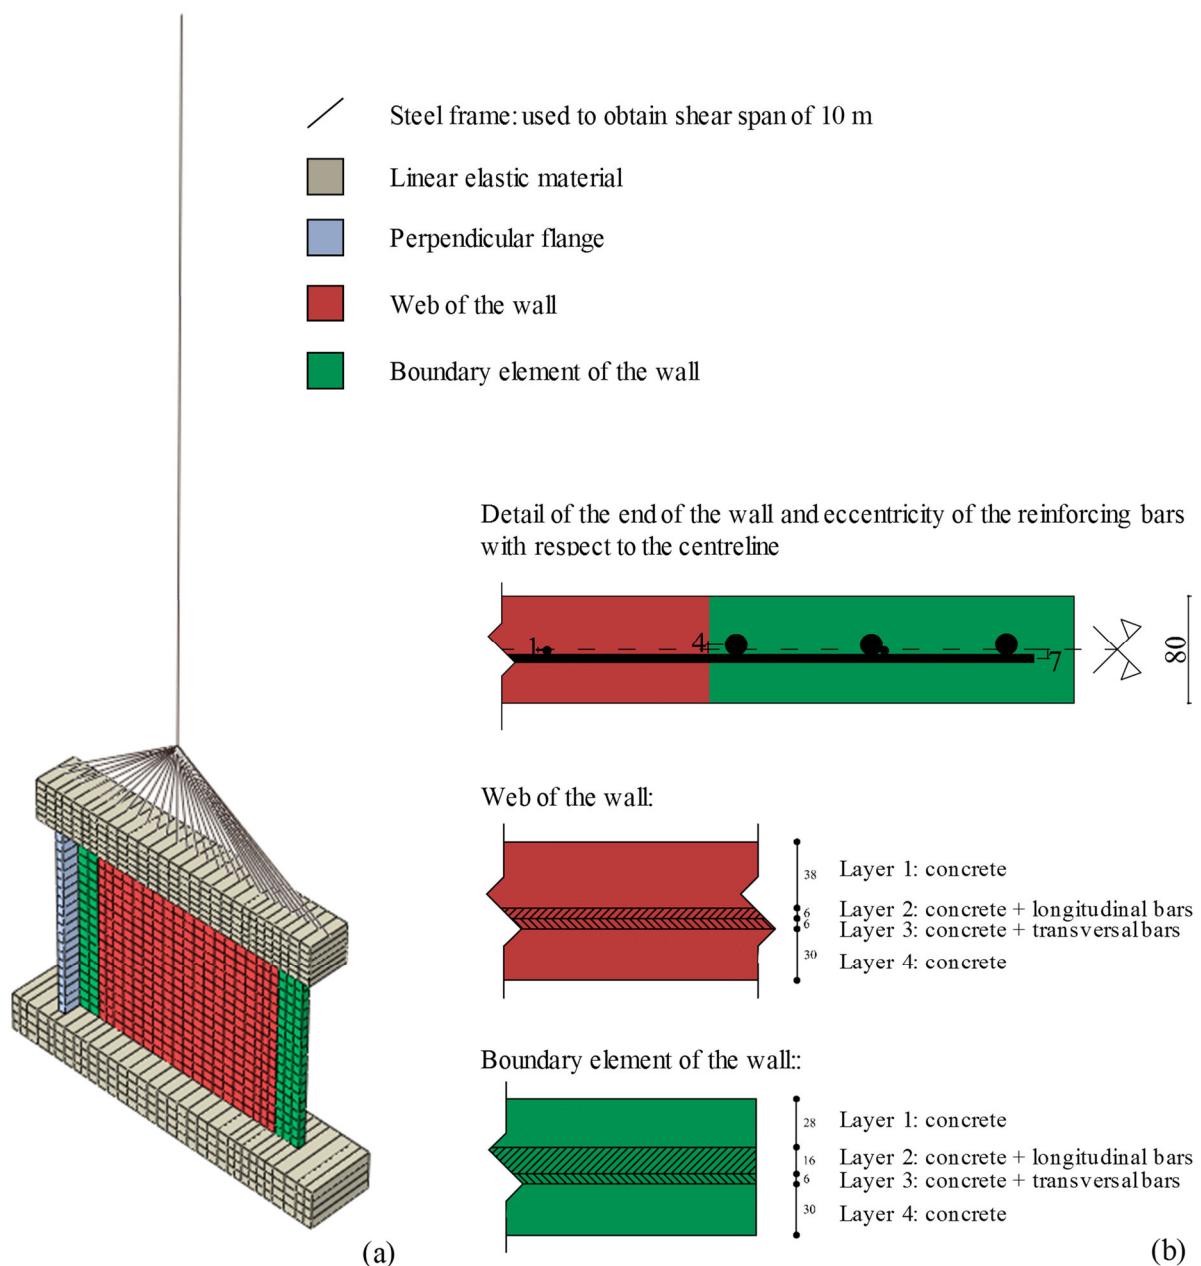 Steel frame: used to obtain shear span of 10 m
Linear elastic material
Perpendicular flange
Web of the wall
Boundary element of the wall
Detail of the end of the wall and eccentricity of the reinforcing bars
with respect to the centreline
1
4
7
80
Web of the wall:
38
Layer 1: concrete
6
Layer 2: concrete + longitudinal bars
6
Layer 3: concrete + transversal bars
30
Layer 4: concrete
Boundary element of the wall::
28
Layer 1: concrete
16
Layer 2: concrete + longitudinal bars
6
Layer 3: concrete + transversal bars
30
Layer 4: concrete
(a)
(b)